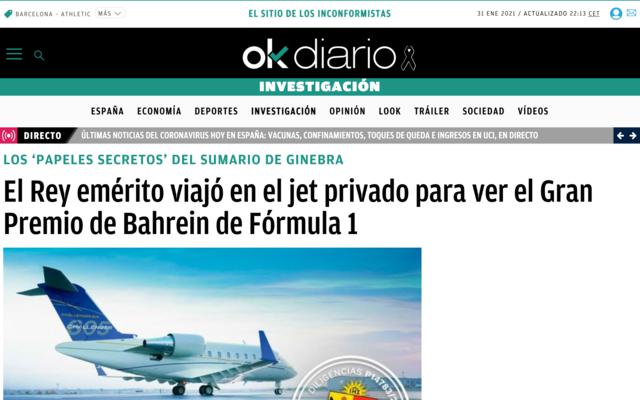 BARCELONA - ATHLETIC MÁS
EL SITIO DE LOS INCONFORMISTAS
31 ENE 2021 / ACTUALIZADO 22:13 CET
okdiario
INVESTIGACIÓN
ESPAÑA ECONOMÍA DEPORTES INVESTIGACIÓN OPINIÓN LOOK TRÁILER SOCIEDAD VÍDEOS
DIRECTO ÚLTIMAS NOTICIAS DEL CORONAVIRUS HOY EN ESPAÑA: VACUNAS, CONFINAMIENTOS, TOQUES DE QUEDA E INGRESOS EN UCI, EN DIRECTO
LOS ‘PAPELES SECRETOS’ DEL SUMARIO DE GINEBRA
El Rey emérito viajó en el jet privado para ver el Gran
Premio de Bahrein de Fórmula 1
CHALLENGER
605
DILIGENCIAS
IHS